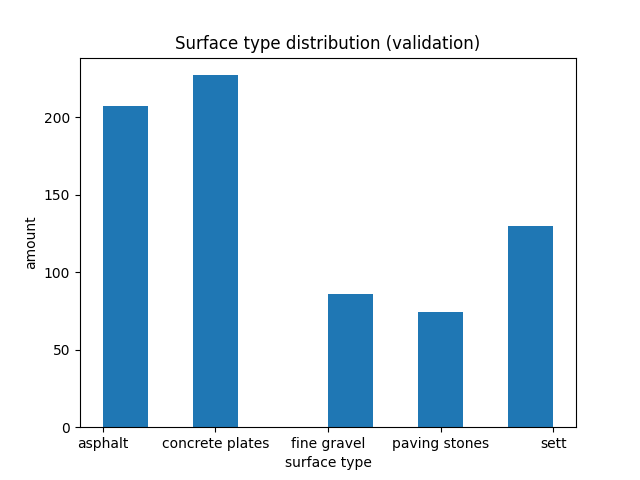 Surface type distribution (validation)
200
150
100
50
0
amount
asphalt concrete plates fine gravel paving stones sett
surface type